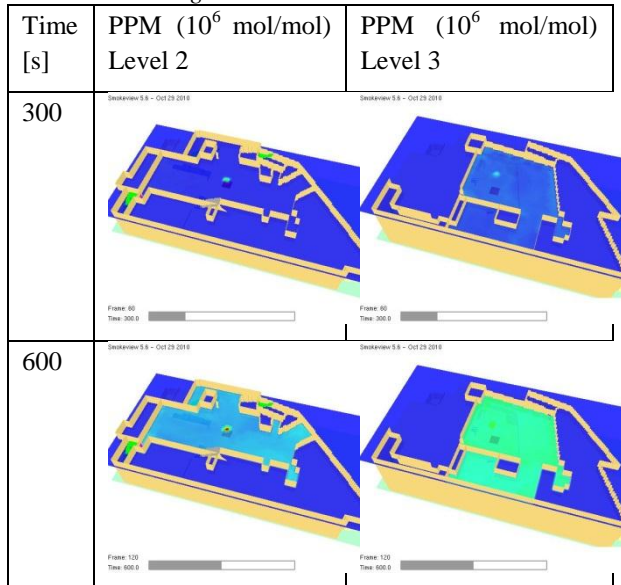 Time [s]
PPM (10⁶ mol/mol) Level 2
PPM (10⁶ mol/mol) Level 3
300
Smokeview 5.6 - Oct 29 2010
Frame: 60
Time: 300.0
Smokeview 5.6 - Oct 29 2010
Frame: 60
Time: 300.0
600
Smokeview 5.6 - Oct 29 2010
Frame: 120
Time: 600.0
Smokeview 5.6 - Oct 29 2010
Frame: 120
Time: 600.0